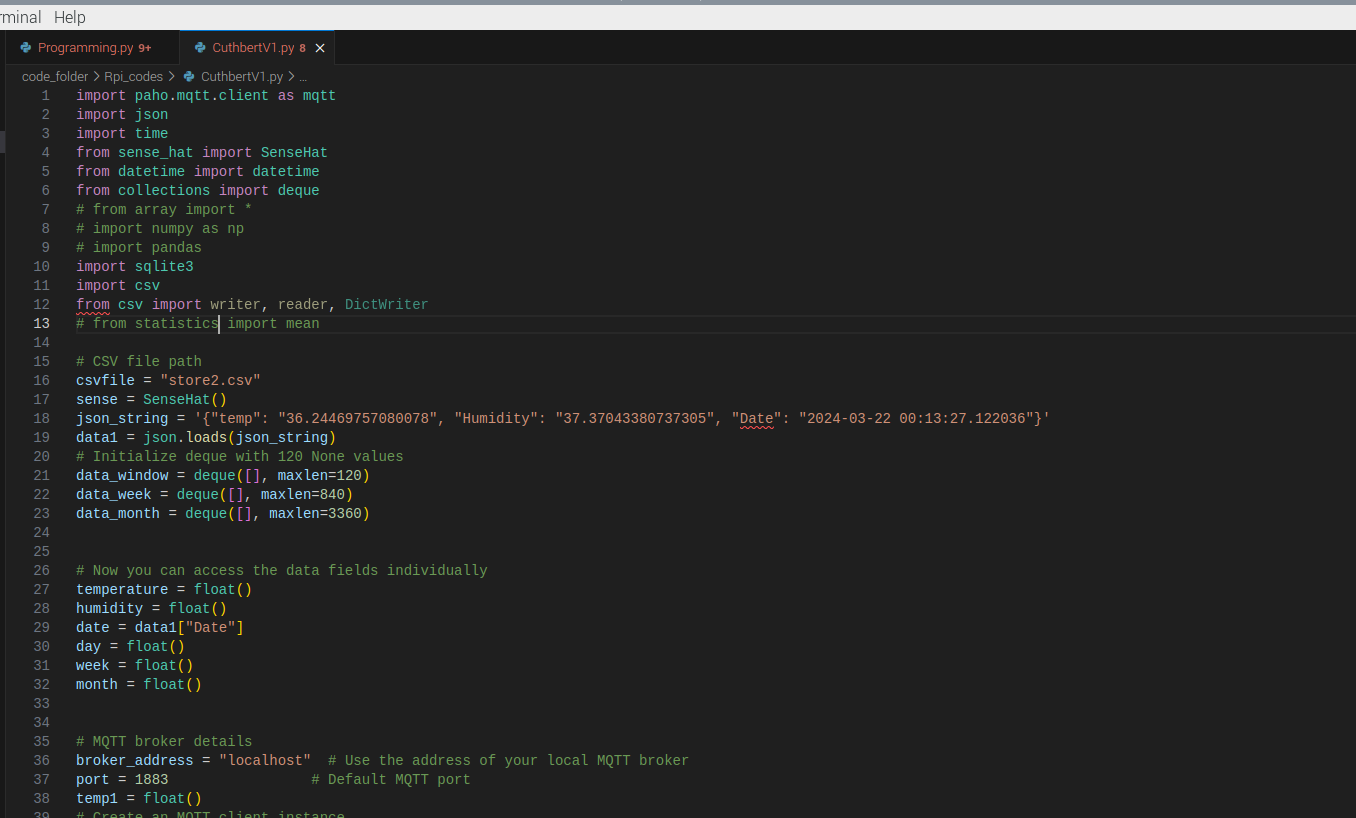 rminal Help
Programming.py 9+ CuthbertV1.py 8 ×
code_folder > Rpi_codes > CuthbertV1.py > ...
1 import paho.mqtt.client as mqtt
2 import json
3 import time
4 from sense_hat import SenseHat
5 from datetime import datetime
6 from collections import deque
7 # from array import *
8 # import numpy as np
9 # import pandas
10 import sqlite3
11 import csv
12 from csv import writer, reader, DictWriter
13 # from statistics import mean
14
15 # CSV file path
16 csvfile = "store2.csv"
17 sense = SenseHat()
18 json_string = '{"temp": "36.24469757080078", "Humidity": "37.37043380737305", "Date": "2024-03-22 00:13:27.122036"}'
19 data1 = json.loads(json_string)
20 # Initialize deque with 120 None values
21 data_window = deque([], maxlen=120)
22 data_week = deque([], maxlen=840)
23 data_month = deque([], maxlen=3360)
24
25
26 # Now you can access the data fields individually
27 temperature = float()
28 humidity = float()
29 date = data1["Date"]
30 day = float()
31 week = float()
32 month = float()
33
34
35 # MQTT broker details
36 broker_address = "localhost"  # Use the address of your local MQTT broker
37 port = 1883                 # Default MQTT port
38 temp1 = float()
39 # Create an MQTT client instance